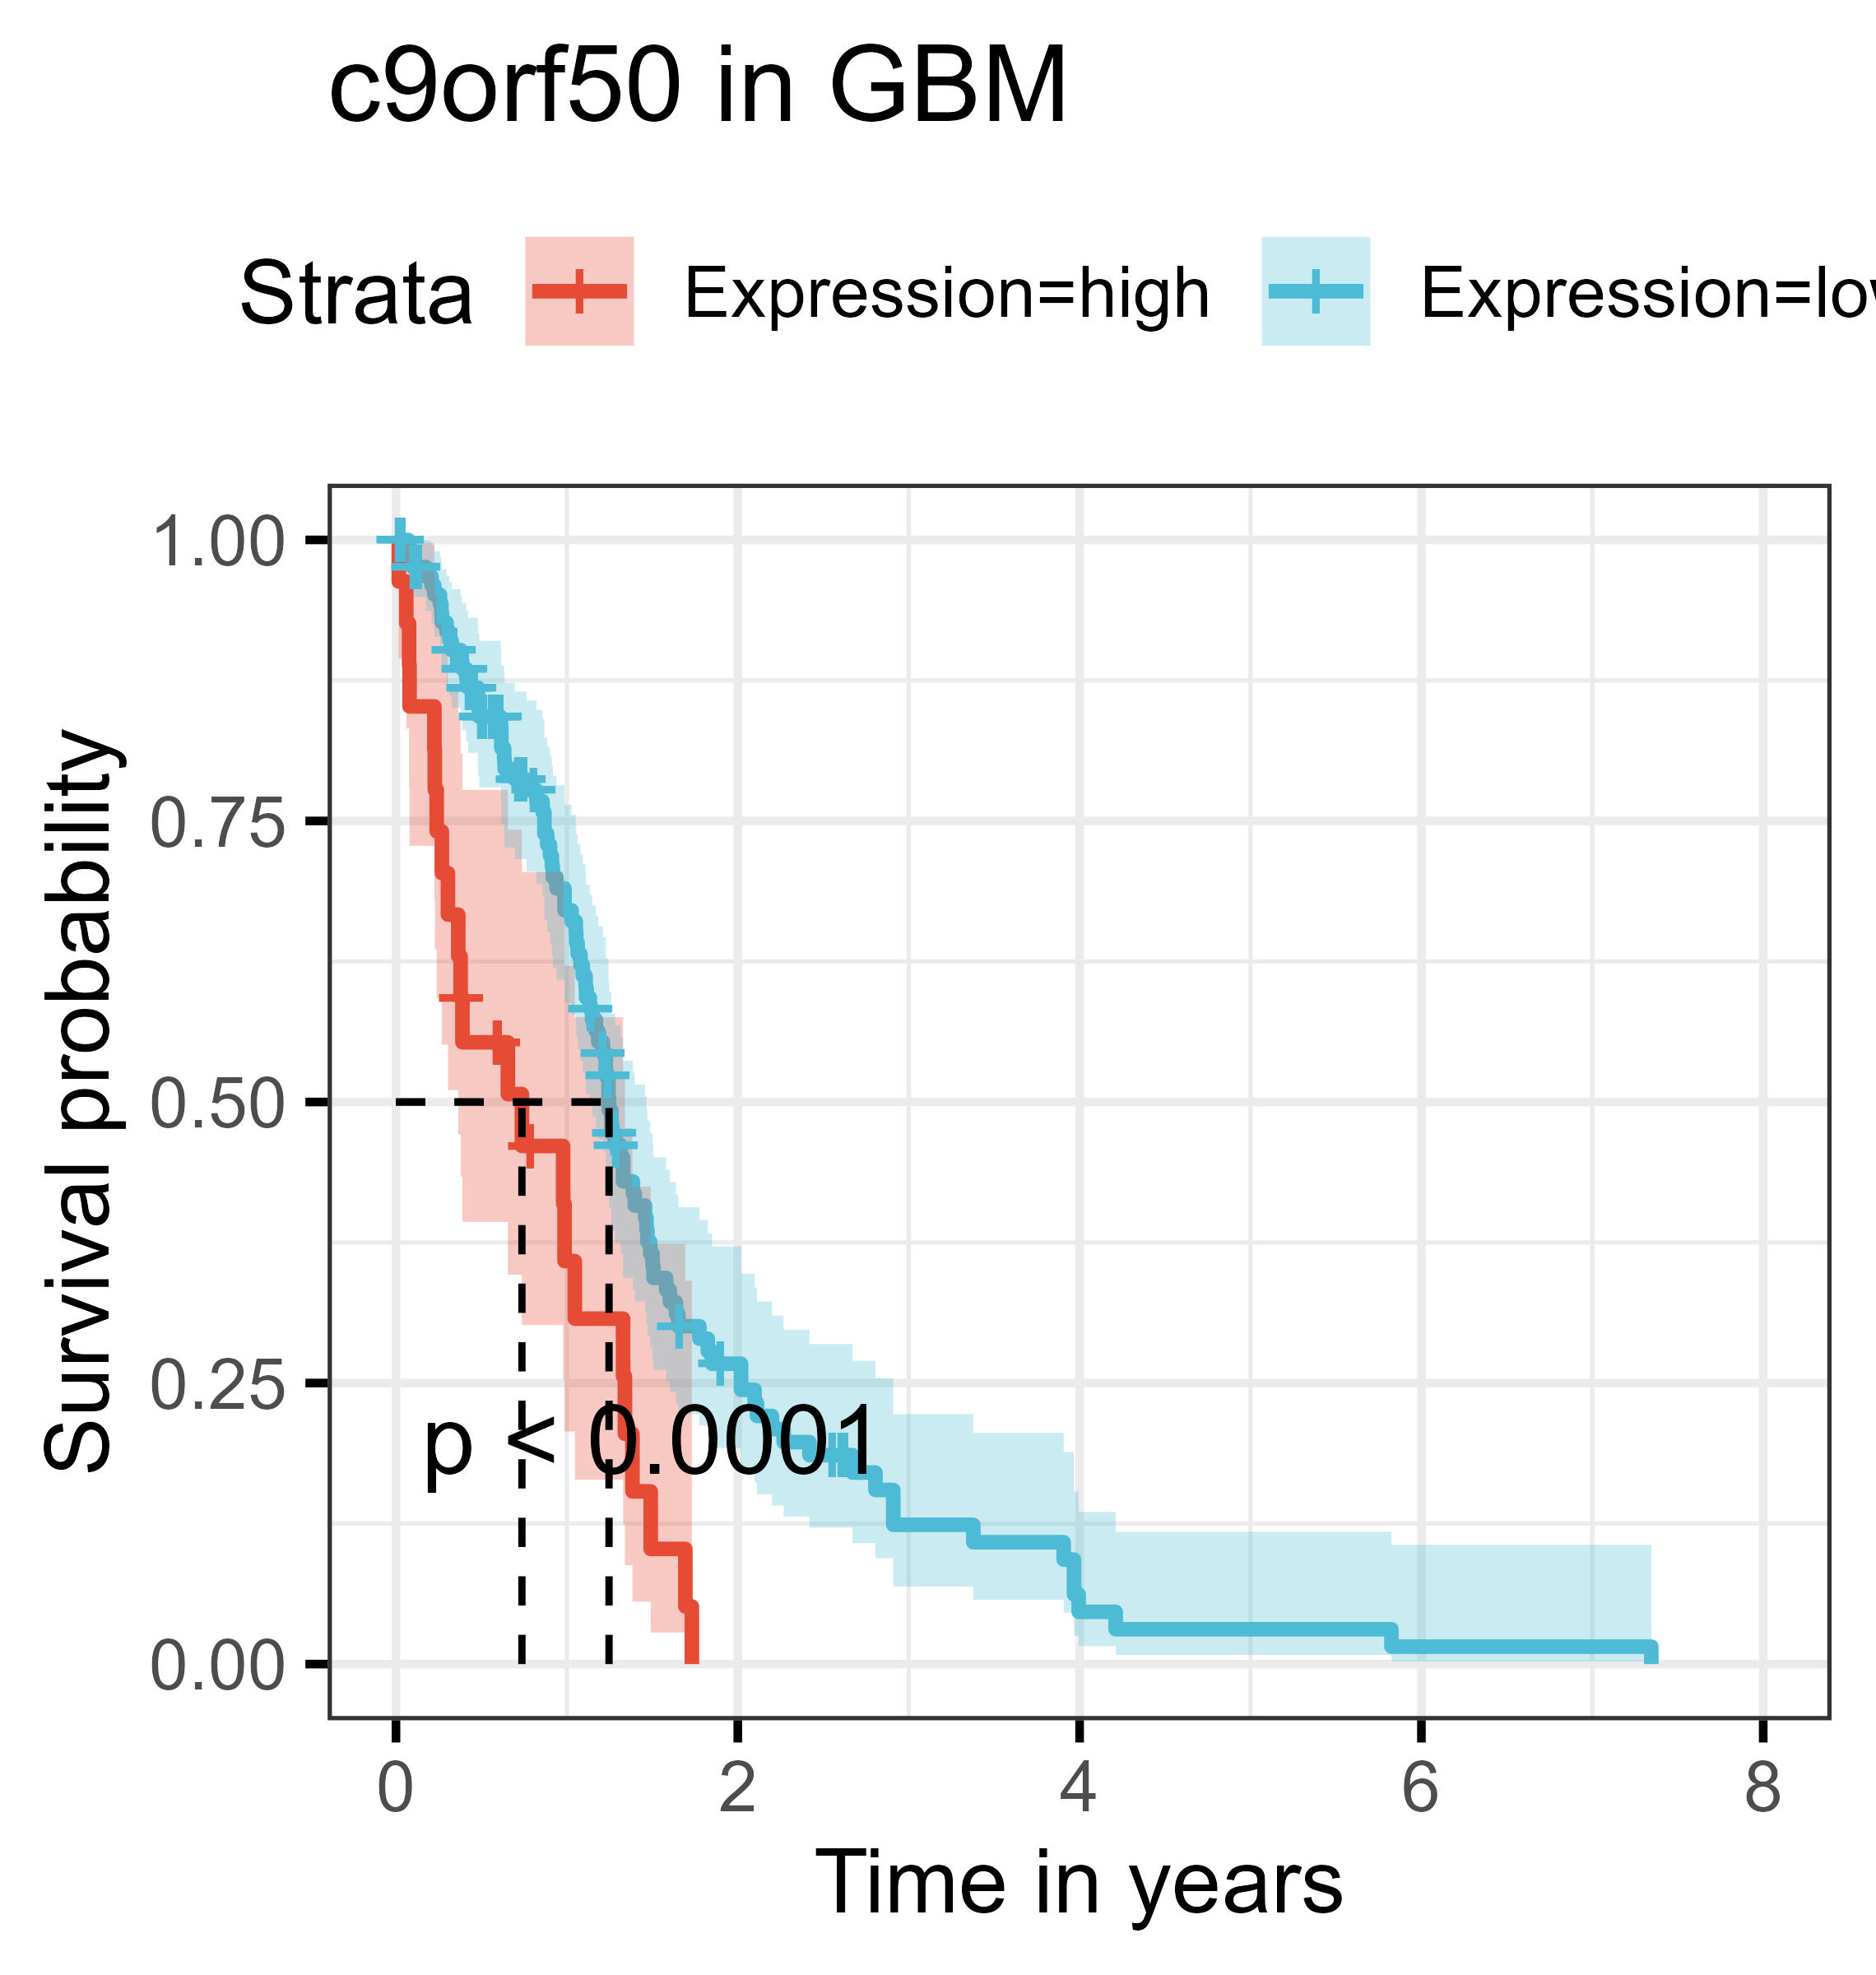 c9orf50 in GBM
Strata Expression=high Expression=lo
Survival probability
1.00
0.75
0.50
0.25
0.00
p < 0.0001
0 2 4 6 8
Time in years